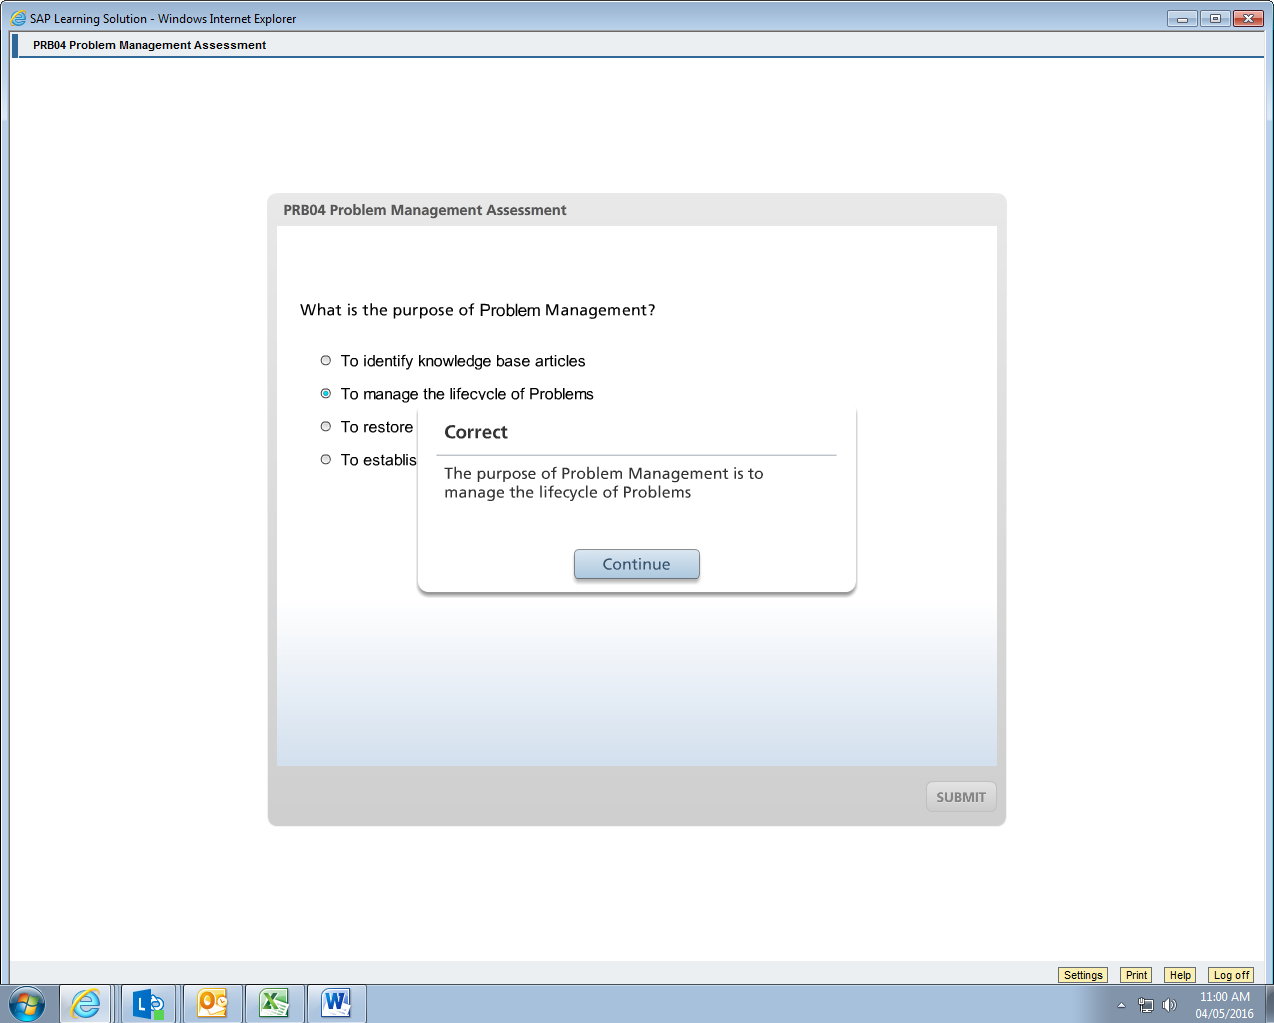 SAP Learning Solution - Windows Internet Explorer
PRB04 Problem Management Assessment
PRB04 Problem Management Assessment
What is the purpose of Problem Management?
To identify knowledge base articles
To manage the lifecycle of Problems
To restore
To establis
Correct
The purpose of Problem Management is to
manage the lifecycle of Problems
Continue
SUBMIT
Settings Print Help Log off
11:00 AM
04/05/2016